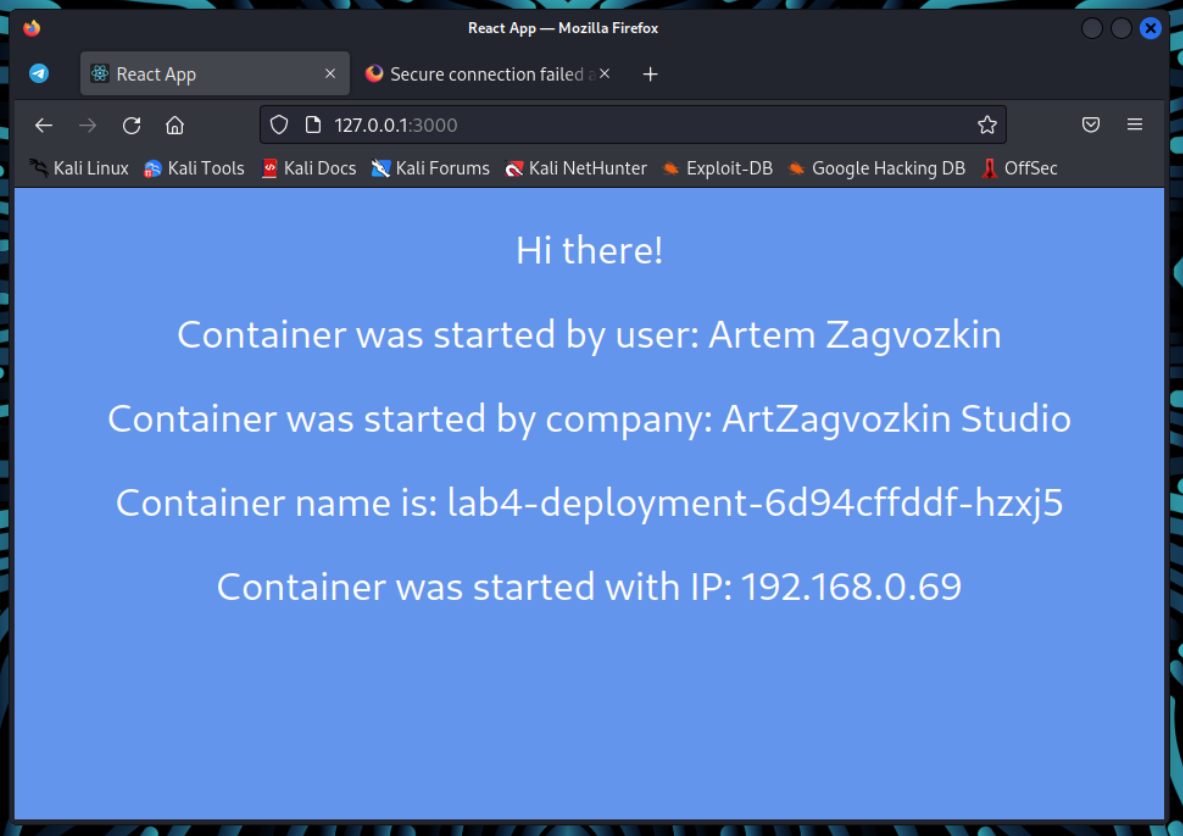 React App — Mozilla Firefox
React App
Secure connection failed a
127.0.0.1:3000
Kali Linux Kali Tools Kali Docs Kali Forums Kali NetHunter Exploit-DB Google Hacking DB OffSec
Hi there!
Container was started by user: Artem Zagvozkin
Container was started by company: ArtZagvozkin Studio
Container name is: lab4-deployment-6d94cffddf-hzxj5
Container was started with IP: 192.168.0.69